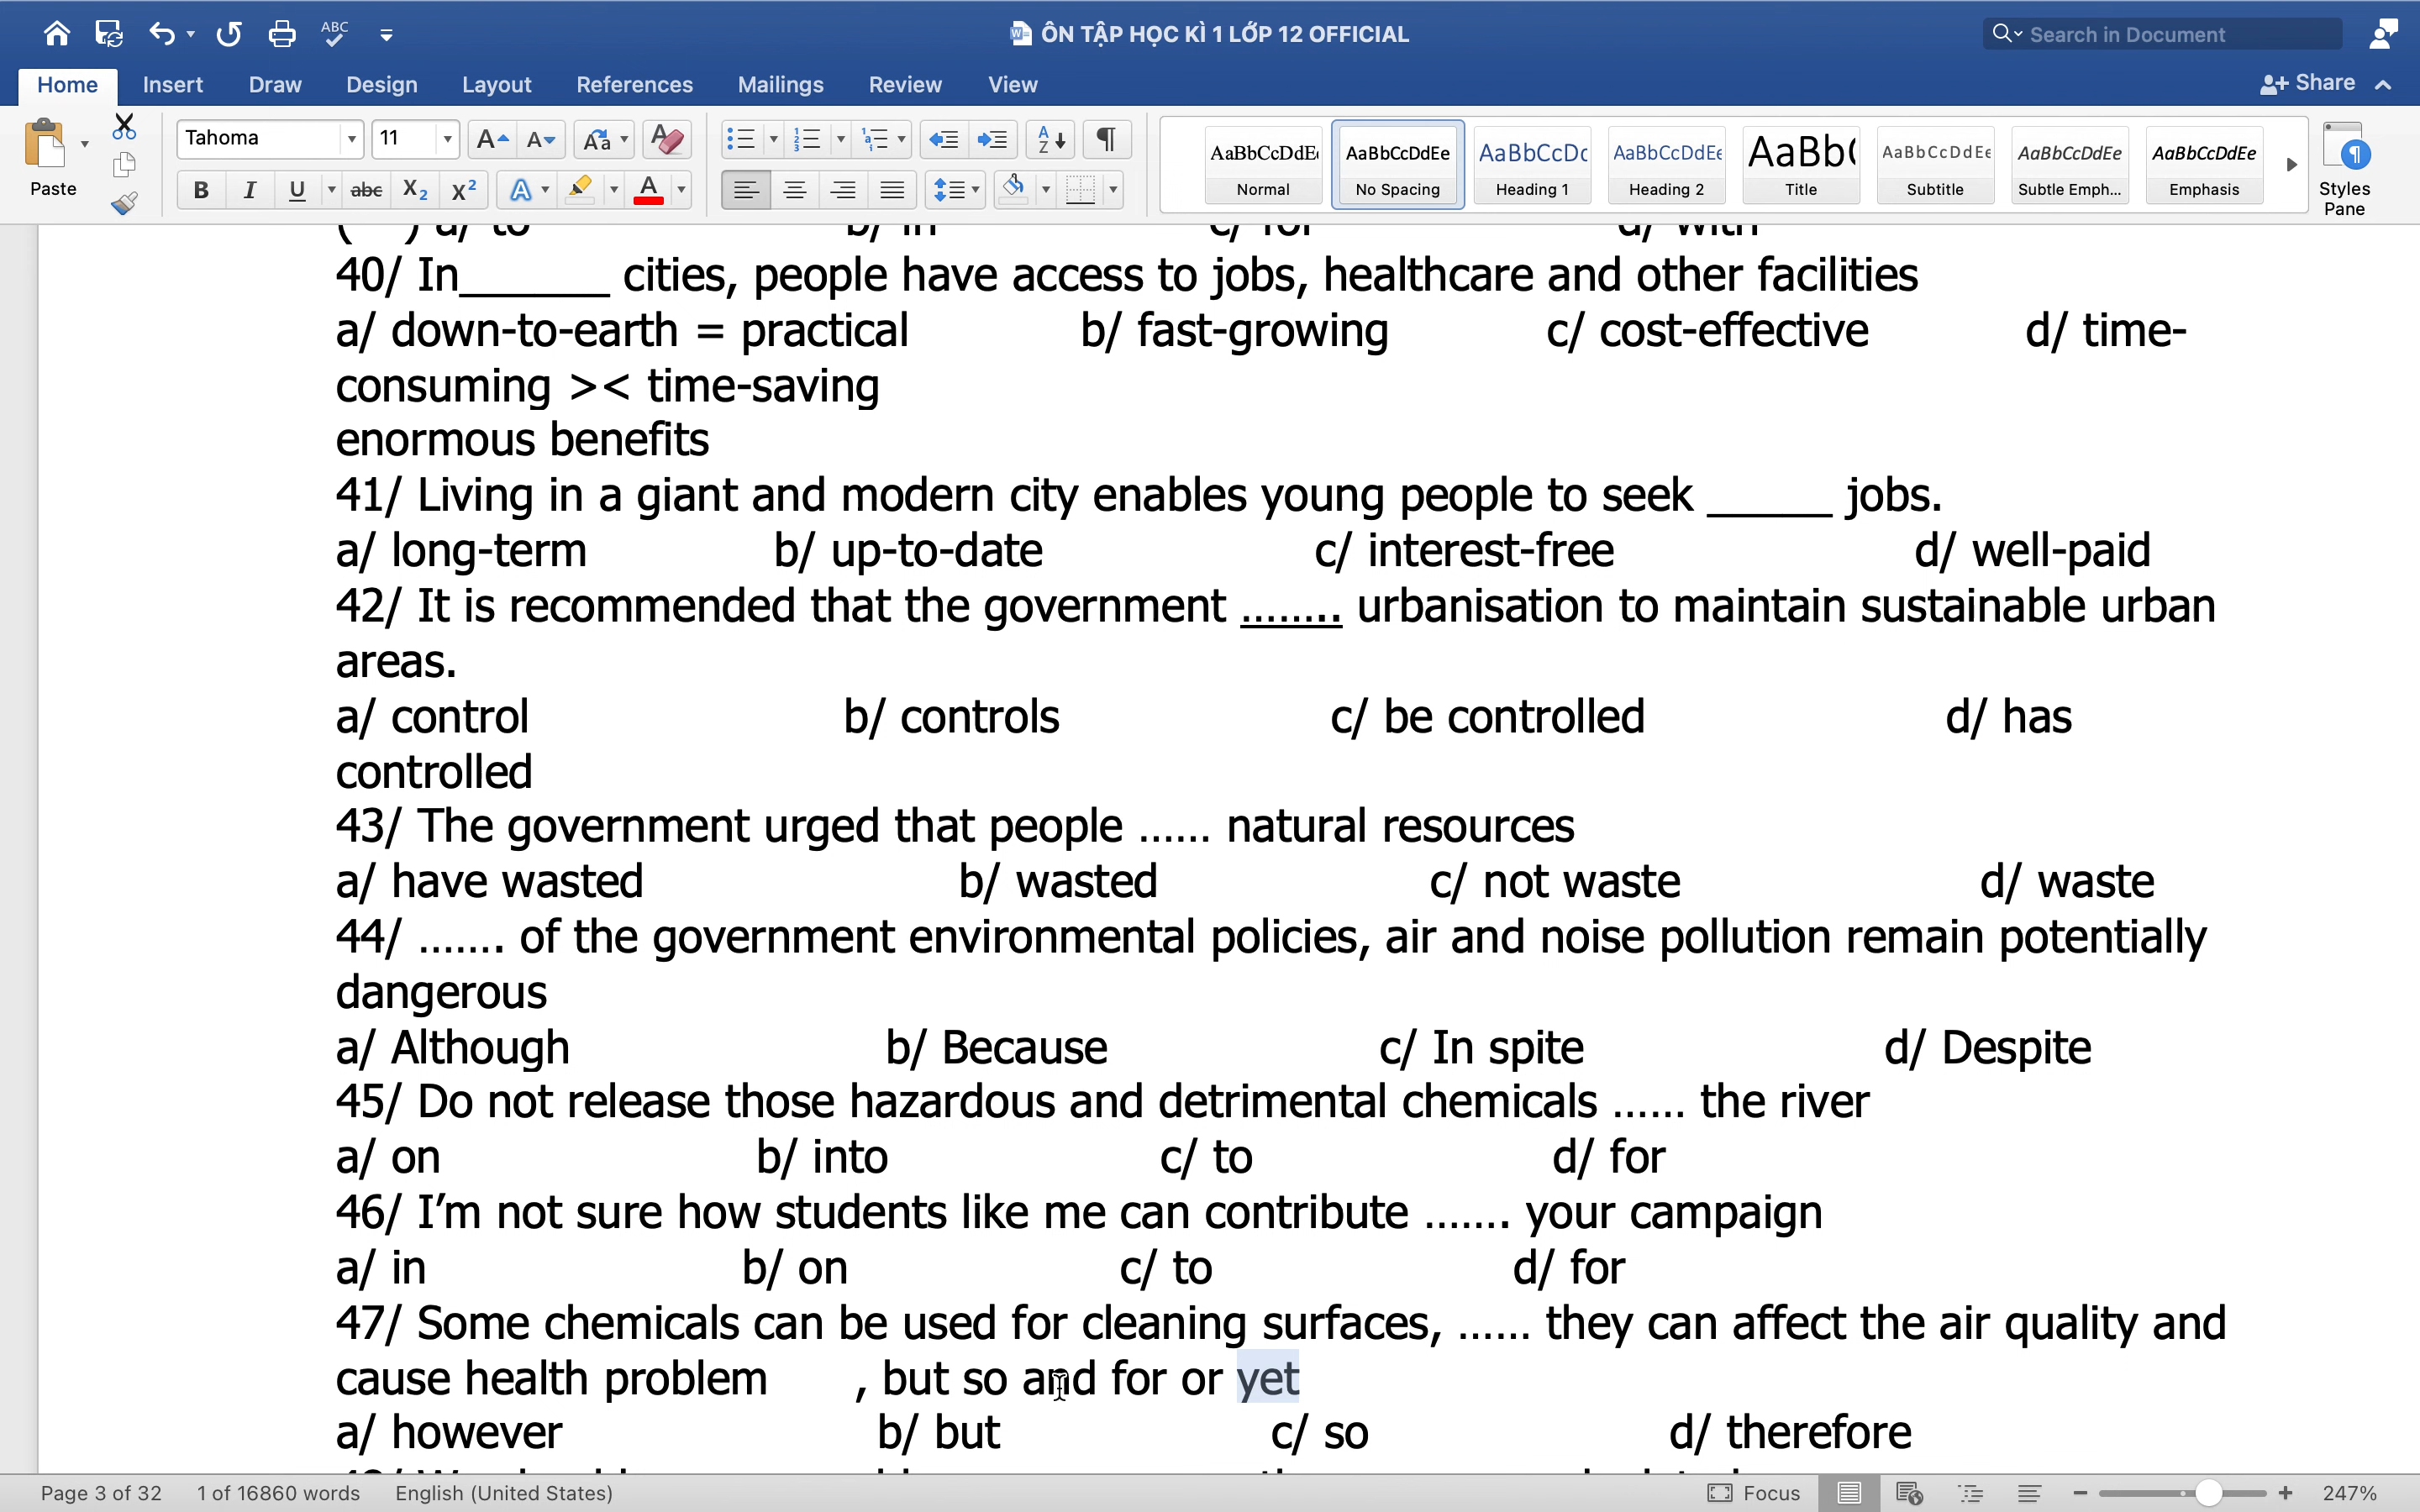 ABC
ÔN TẬP HỌC KÌ 1 LỚP 12 OFFICIAL
Search in Document
Home Insert Draw Design Layout References Mailings Review View
Share
Paste
Tahoma 11
AaBbCcDdEe Normal
AaBbCcDdEe No Spacing
AaBbCcDc Heading 1
AaBbCcDdEe Heading 2
AaBb( Title
AaBbCcDdEe Subtitle
AaBbCcDdEe Subtle Emph...
AaBbCcDdEe Emphasis
Styles Pane
( ) a/ to b/ in c/ for d/ with
40/ In______ cities, people have access to jobs, healthcare and other facilities
a/ down-to-earth = practical b/ fast-growing c/ cost-effective d/ time-
consuming >< time-saving
enormous benefits
41/ Living in a giant and modern city enables young people to seek _____ jobs.
a/ long-term b/ up-to-date c/ interest-free d/ well-paid
42/ It is recommended that the government ........ urbanisation to maintain sustainable urban
areas.
a/ control b/ controls c/ be controlled d/ has
controlled
43/ The government urged that people ...... natural resources
a/ have wasted b/ wasted c/ not waste d/ waste
44/ ....... of the government environmental policies, air and noise pollution remain potentially
dangerous
a/ Although b/ Because c/ In spite d/ Despite
45/ Do not release those hazardous and detrimental chemicals ...... the river
a/ on b/ into c/ to d/ for
46/ I'm not sure how students like me can contribute ....... your campaign
a/ in b/ on c/ to d/ for
47/ Some chemicals can be used for cleaning surfaces, ...... they can affect the air quality and
cause health problem , but so and for or yet
a/ however b/ but c/ so d/ therefore
Page 3 of 32 1 of 16860 words English (United States) Focus 247%